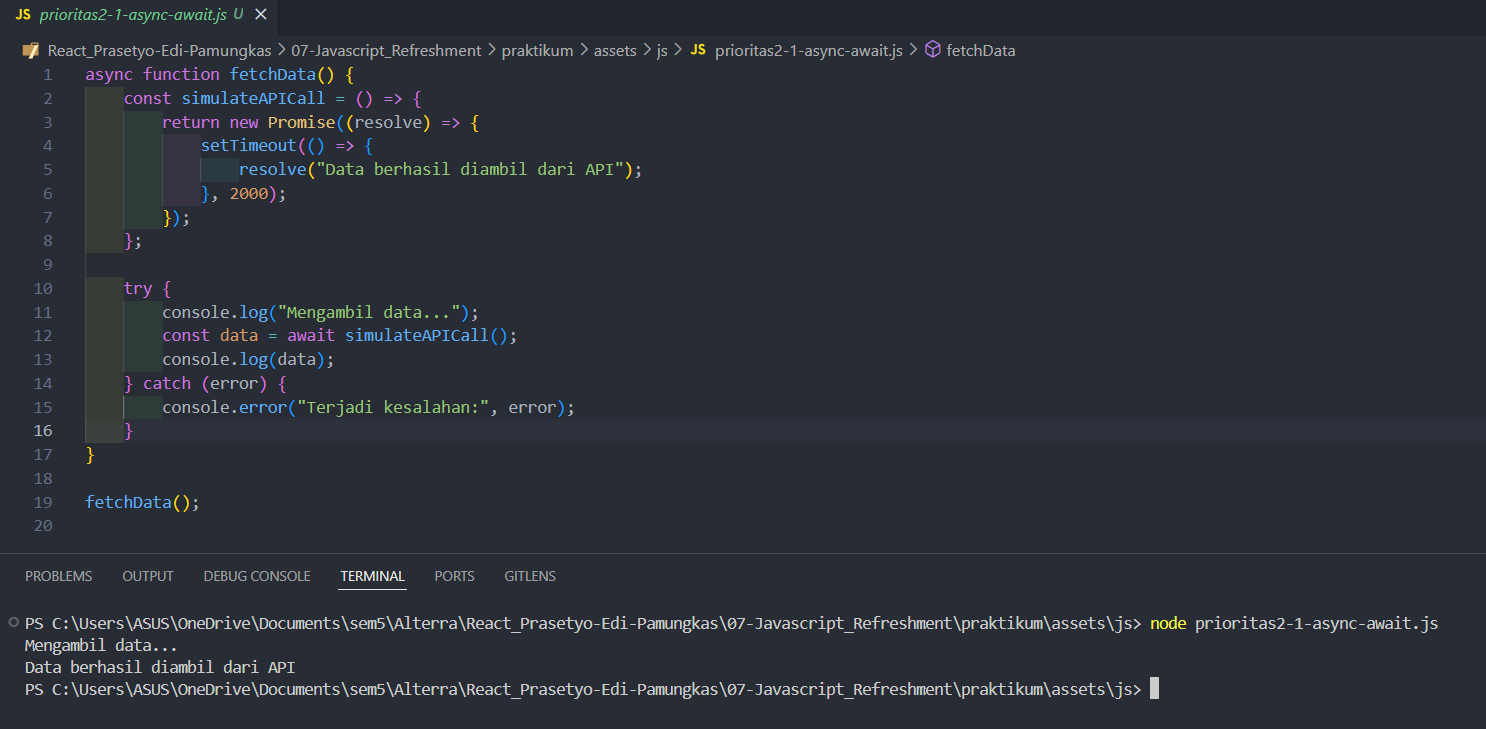 JS prioritas2-1-async-await.js U ×
React_Prasetyo-Edi-Pamungkas > 07-Javascript_Refreshment > praktikum > assets > js > JS prioritas2-1-async-await.js > fetchData
1 async function fetchData() {
2     const simulateAPICall = () => {
3         return new Promise((resolve) => {
4             setTimeout(() => {
5                 resolve("Data berhasil diambil dari API");
6             }, 2000);
7         });
8     };
9
10     try {
11         console.log("Mengambil data...");
12         const data = await simulateAPICall();
13         console.log(data);
14     } catch (error) {
15         console.error("Terjadi kesalahan:", error);
16     }
17 }
18
19 fetchData();
20
PROBLEMS OUTPUT DEBUG CONSOLE TERMINAL PORTS GITLENS
PS C:\Users\ASUS\OneDrive\Documents\sem5\Alterra\React_Prasetyo-Edi-Pamungkas\07-Javascript_Refreshment\praktikum\assets\js> node prioritas2-1-async-await.js
Mengambil data...
Data berhasil diambil dari API
PS C:\Users\ASUS\OneDrive\Documents\sem5\Alterra\React_Prasetyo-Edi-Pamungkas\07-Javascript_Refreshment\praktikum\assets\js>